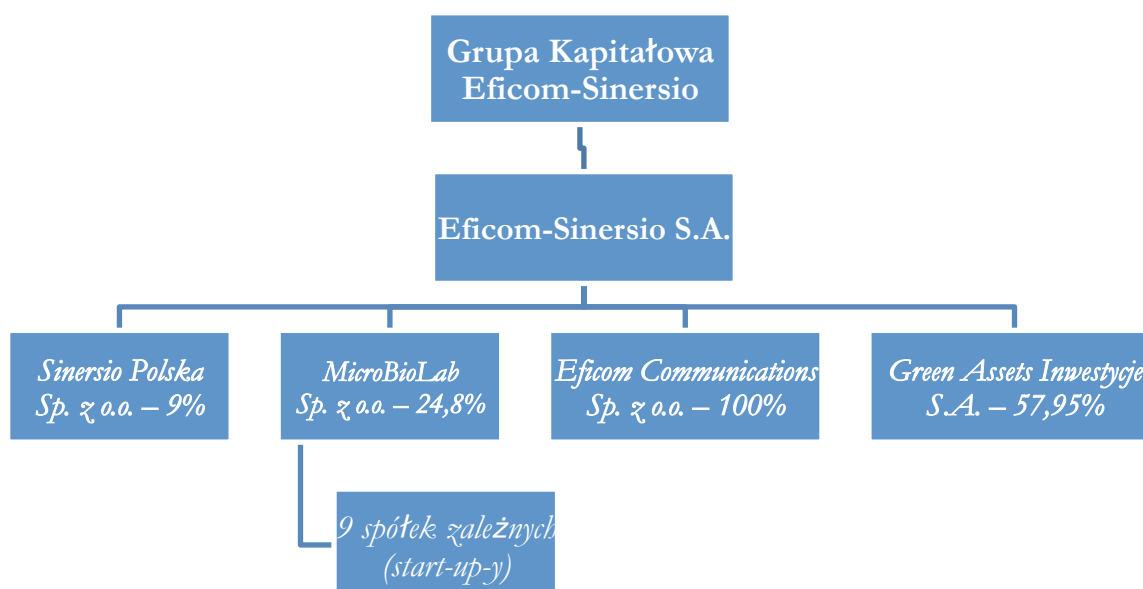 Grupa Kapitałowa
Eficom-Sinersio
Eficom-Sinersio S.A.
Sinersio Polska
Sp. z o.o. – 9%
MicroBioLab
Sp. z o.o. – 24,8%
Eficom Communications
Sp. z o.o. – 100%
Green Assets Inwestycje
S.A. – 57,95%
9 spółek zależnych
(start-up-y)